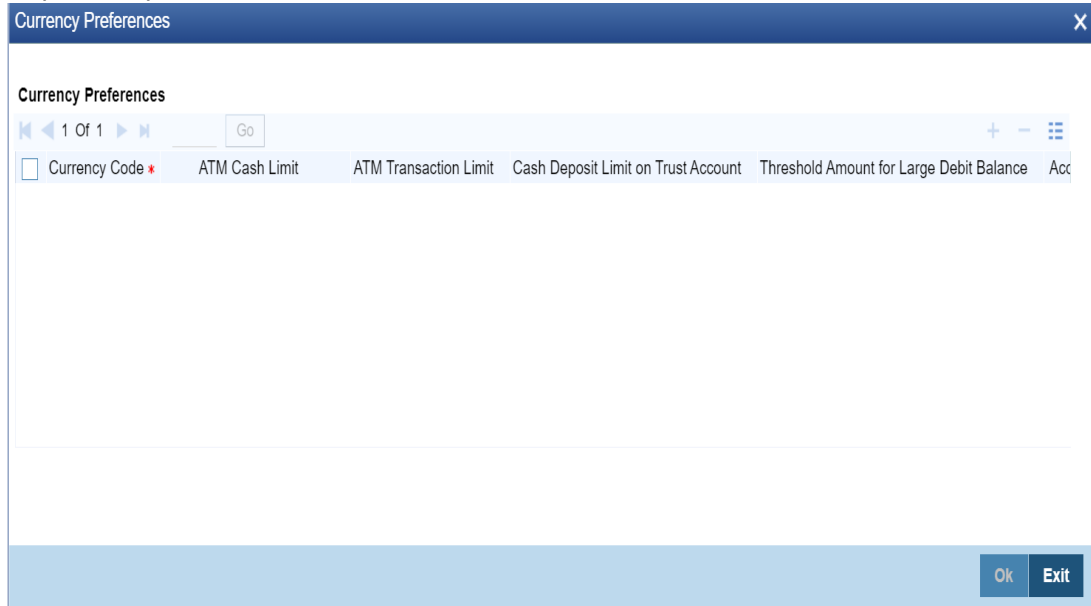 Currency Preferences
Currency Preferences
1 Of 1 Go
Currency Code * ATM Cash Limit ATM Transaction Limit Cash Deposit Limit on Trust Account Threshold Amount for Large Debit Balance Acc
Ok Exit